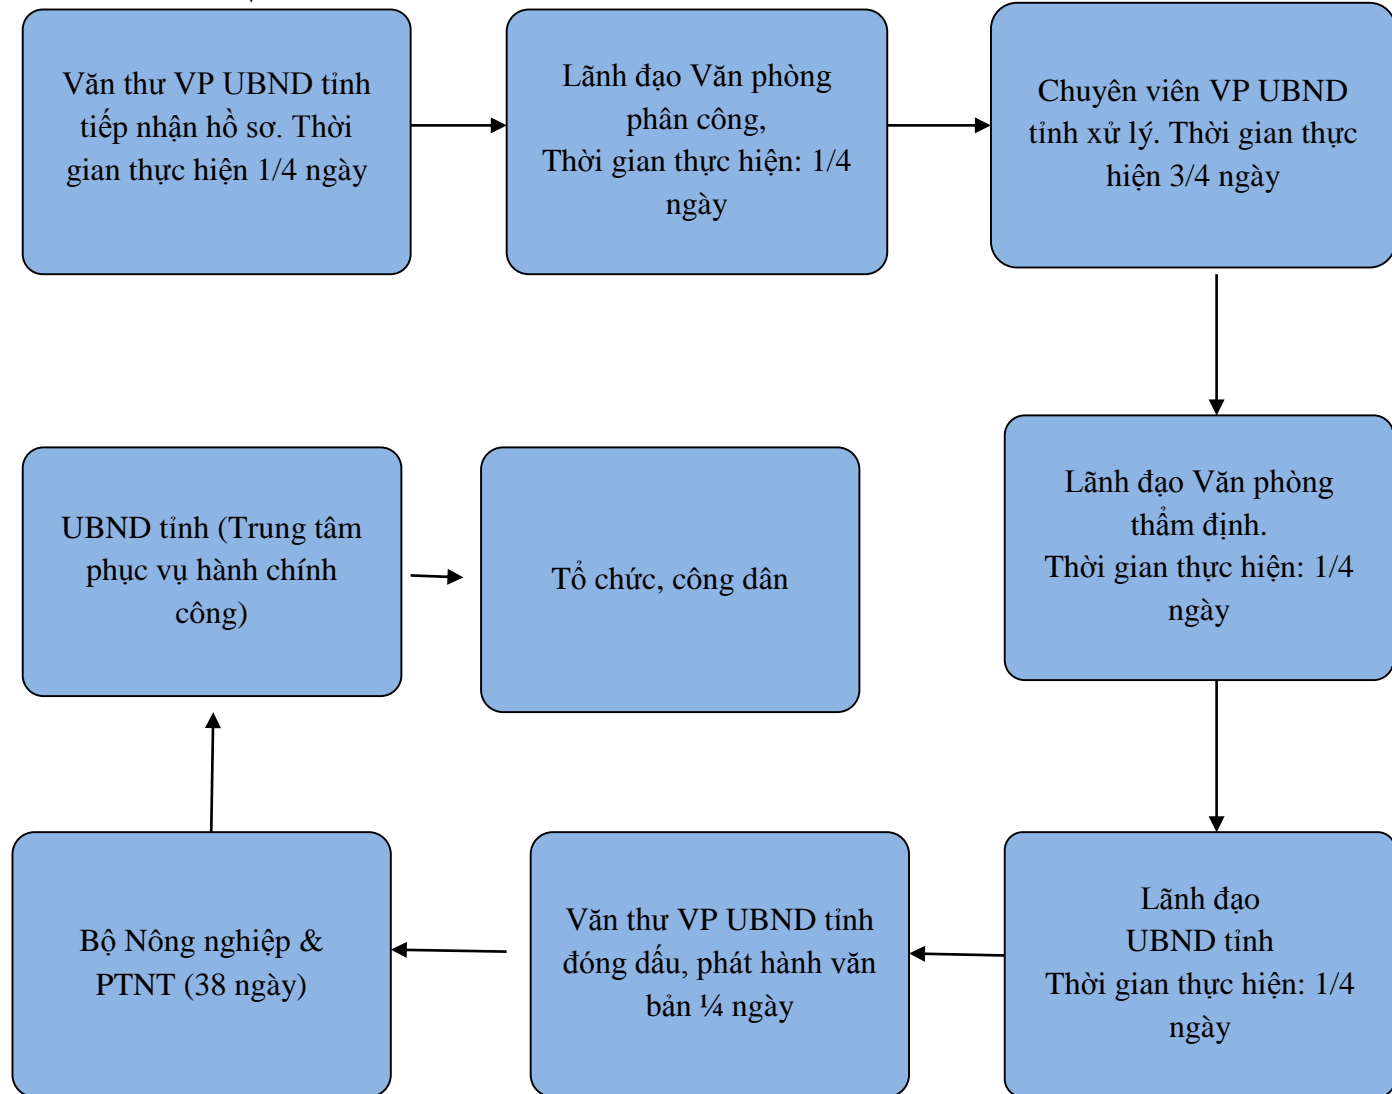 Văn thư VP UBND tỉnh
tiếp nhận hồ sơ. Thời
gian thực hiện 1/4 ngày
Lãnh đạo Văn phòng
phân công,
Thời gian thực hiện: 1/4
ngày
Chuyên viên VP UBND
tỉnh xử lý. Thời gian thực
hiện 3/4 ngày
UBND tỉnh (Trung tâm
phục vụ hành chính
công)
Tổ chức, công dân
Lãnh đạo Văn phòng
thẩm định.
Thời gian thực hiện: 1/4
ngày
Bộ Nông nghiệp &
PTNT (38 ngày)
Văn thư VP UBND tỉnh
đóng dấu, phát hành văn
bản ¼ ngày
Lãnh đạo
UBND tỉnh
Thời gian thực hiện: 1/4
ngày